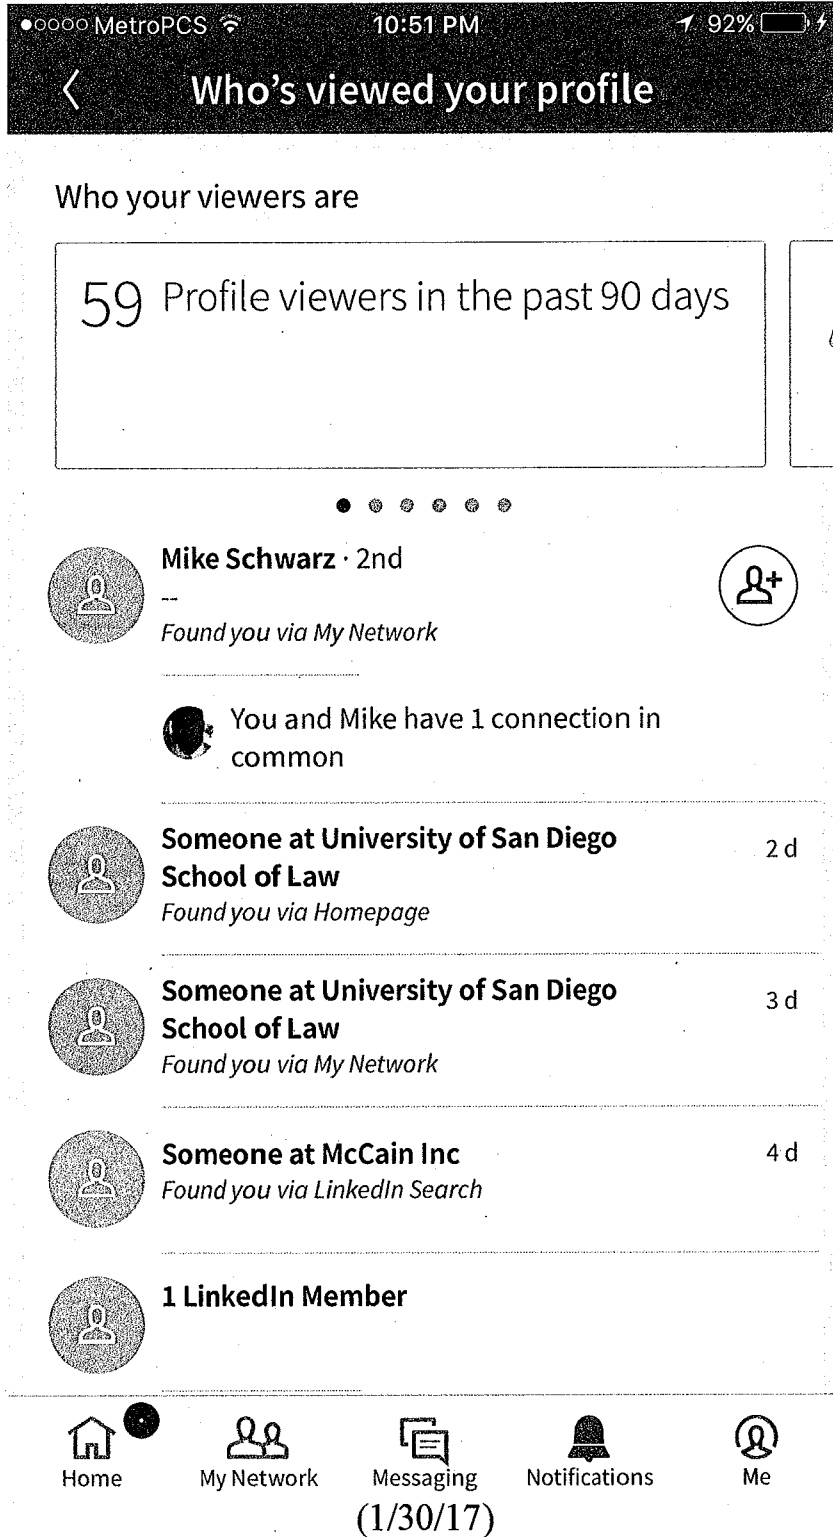 MetroPCS 10:51 PM 92%
Who's viewed your profile
Who your viewers are
59 Profile viewers in the past 90 days
Mike Schwarz · 2nd
--
Found you via My Network
You and Mike have 1 connection in
common
Someone at University of San Diego 2 d
School of Law
Found you via Homepage
Someone at University of San Diego 3 d
School of Law
Found you via My Network
Someone at McCain Inc 4 d
Found you via LinkedIn Search
1 LinkedIn Member
Home My Network Messaging Notifications Me
(1/30/17)